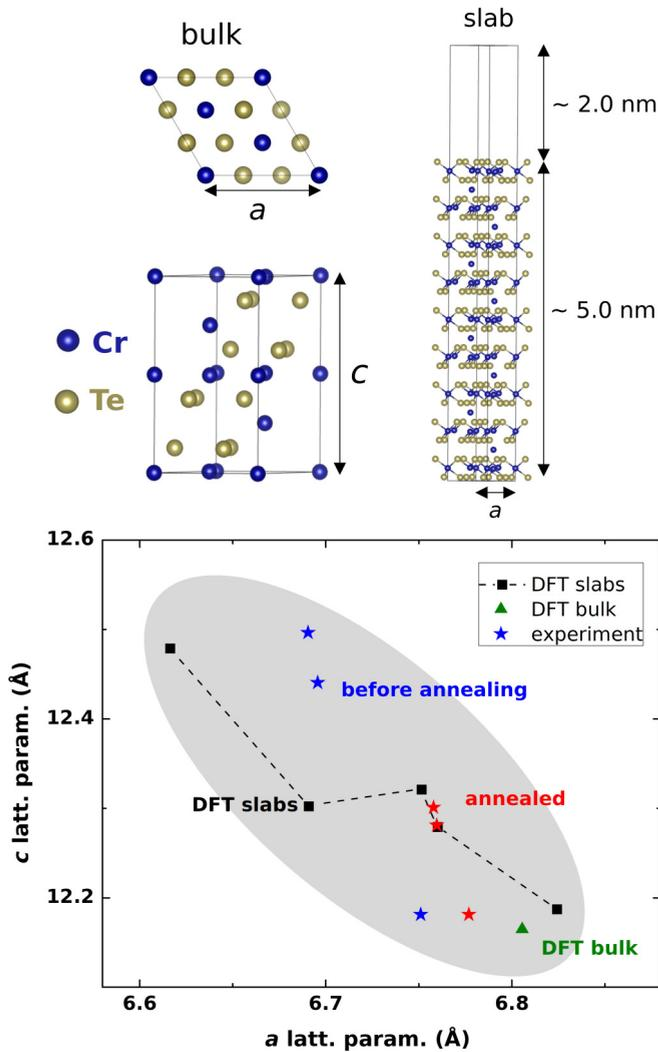 bulk
slab
~ 2.0 nm
a
Cr
Te
c
~ 5.0 nm
a
12.6
12.4
12.2
c latt. param. (Å)
DFT slabs
DFT bulk
experiment
before annealing
DFT slabs
annealed
DFT bulk
6.6
6.7
6.8
a latt. param. (Å)